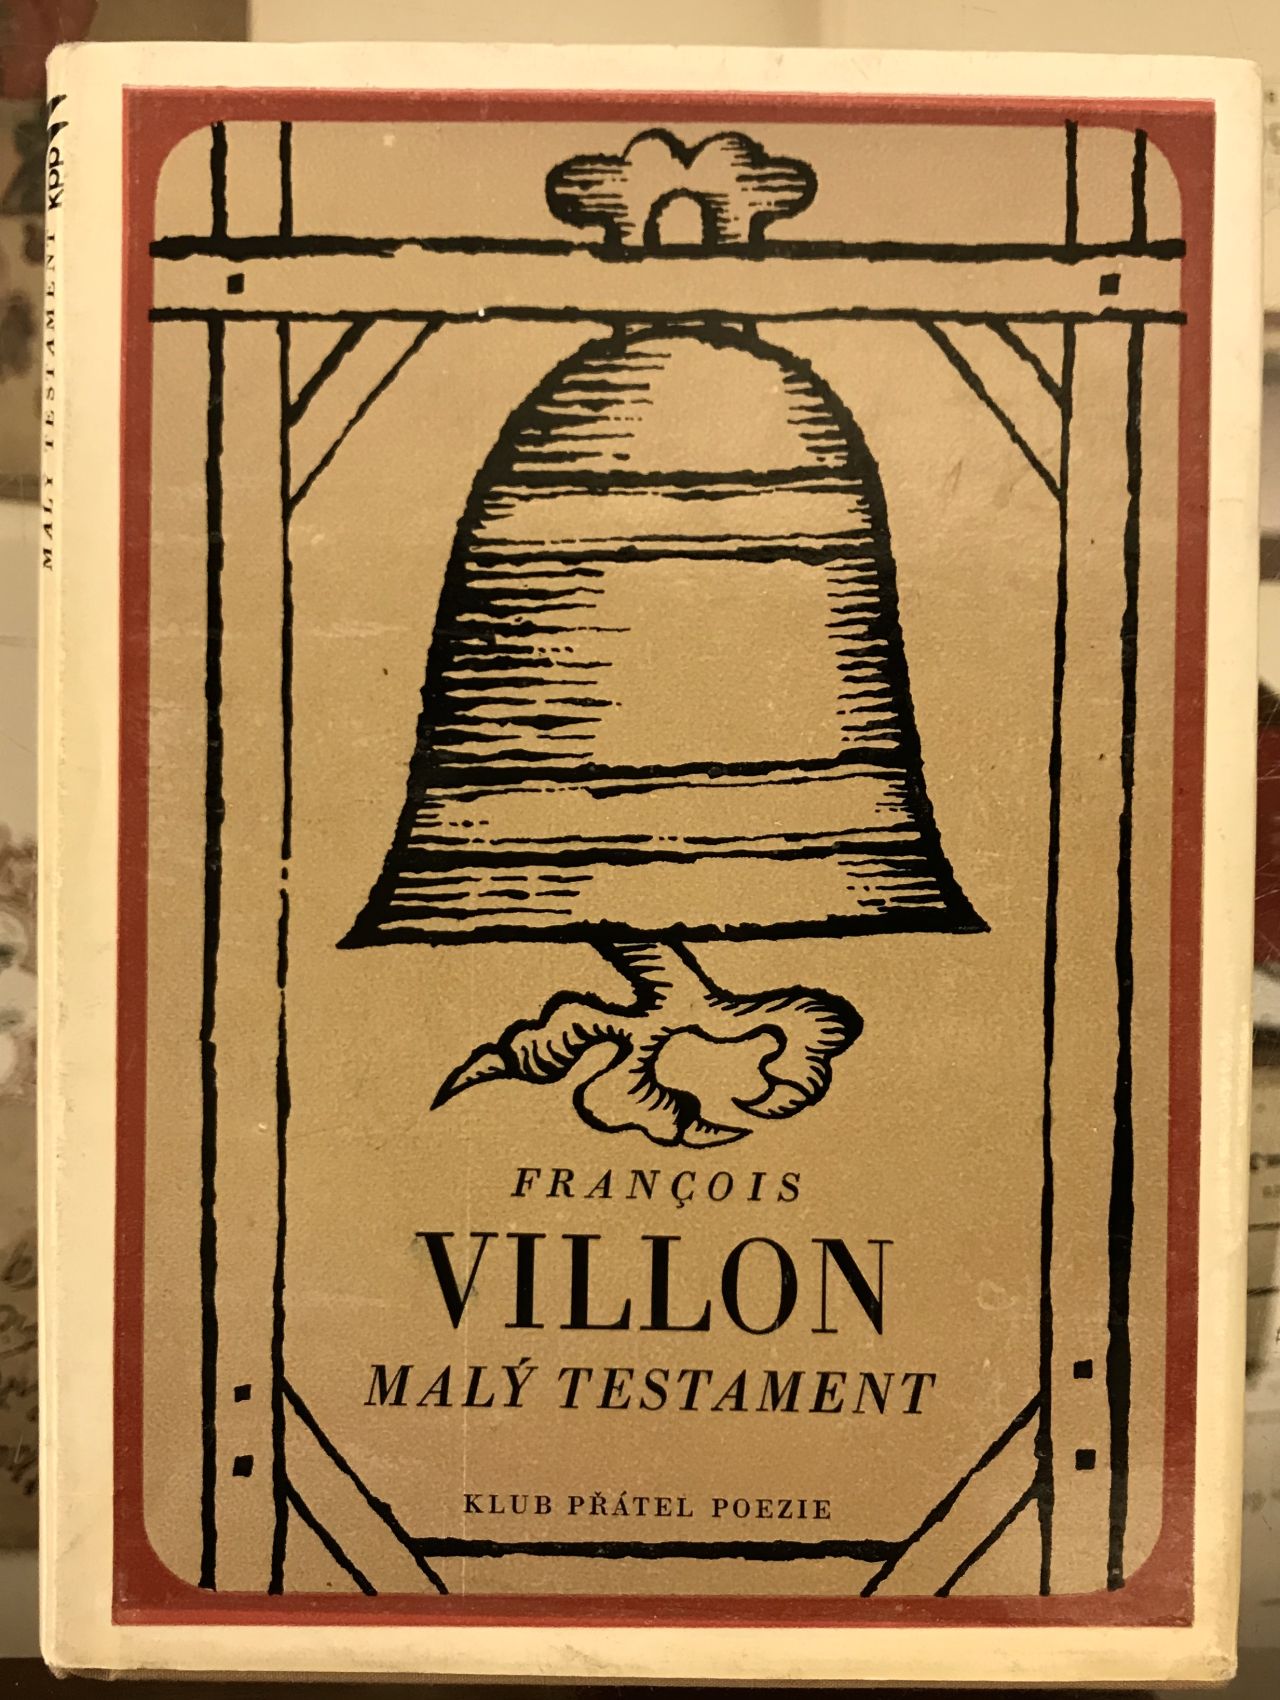 MALÝ TESTAMENT KPP
FRANÇOIS
VILLON
MALÝ TESTAMENT
KLUB PŘÁTEL POEZIE